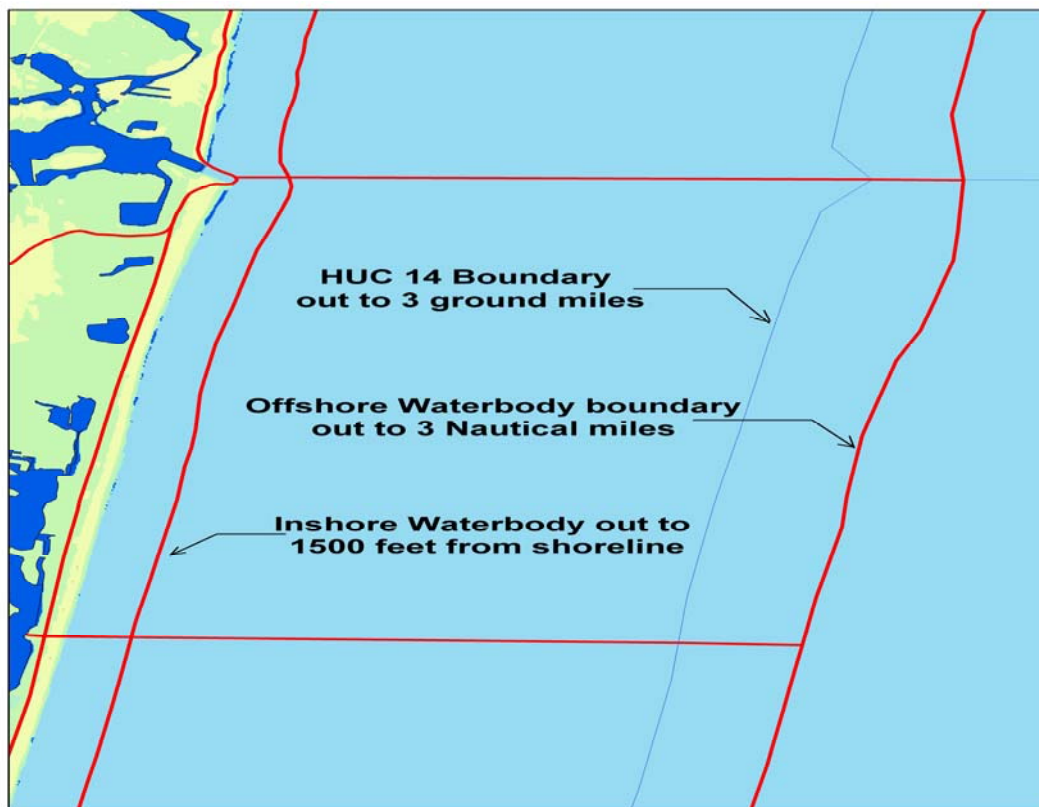 HUC 14 Boundary
out to 3 ground miles
Offshore Waterbody boundary
out to 3 Nautical miles
Inshore Waterbody out to
1500 feet from shoreline